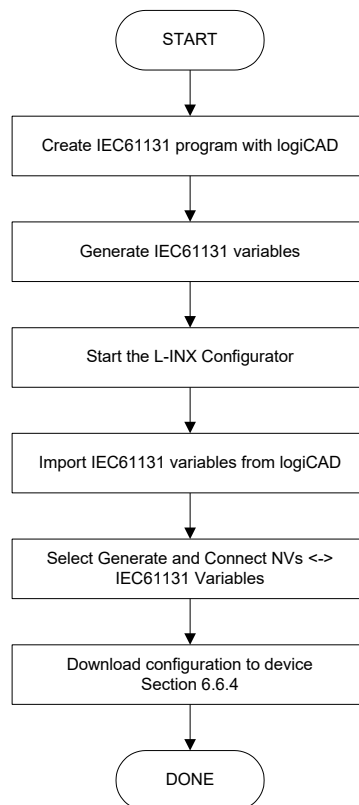 START
Create IEC61131 program with logiCAD
Generate IEC61131 variables
Start the L-INX Configurator
Import IEC61131 variables from logiCAD
Select Generate and Connect NVs <->
IEC61131 Variables
Download configuration to device
Section 6.6.4
DONE